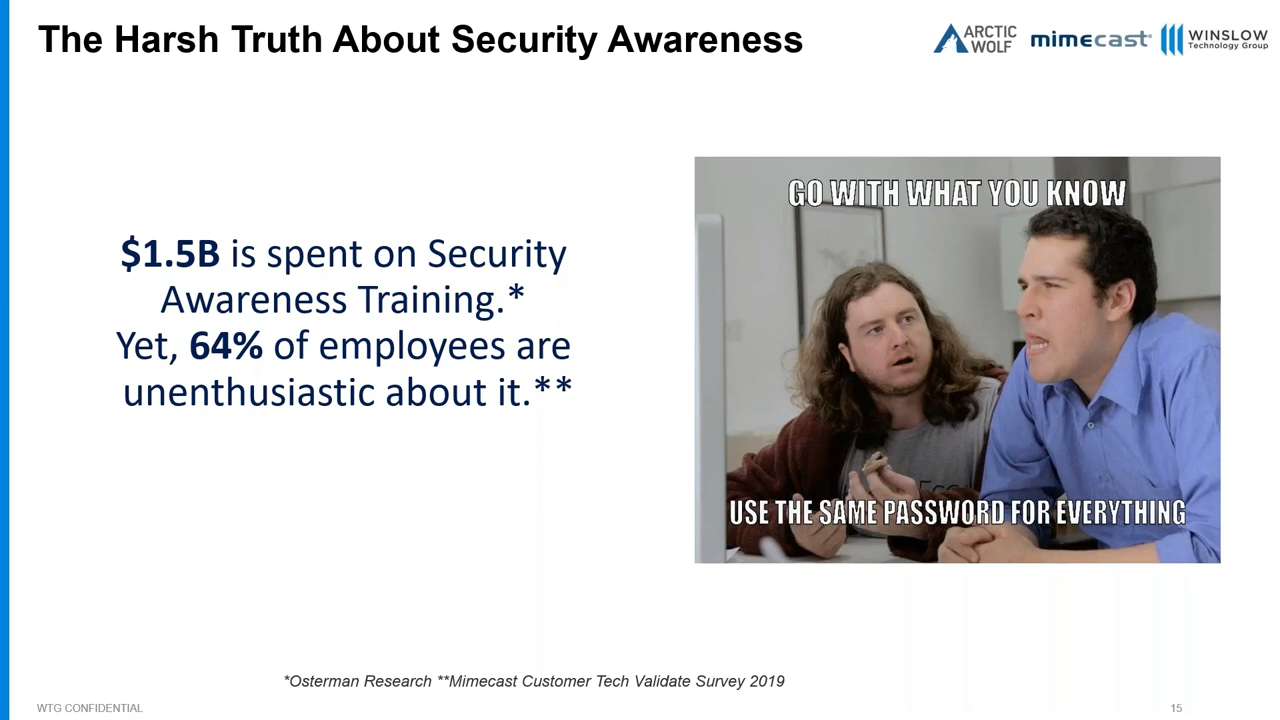 The Harsh Truth About Security Awareness
ARCTIC
WOLF
mimecast
WINSLOW
Technology Group
$1.5B is spent on Security
Awareness Training.*
Yet, 64% of employees are
unenthusiastic about it.**
GO WITH WHAT YOU KNOW
USE THE SAME PASSWORD FOR EVERYTHING
*Osterman Research **Mimecast Customer Tech Validate Survey 2019
WTG CONFIDENTIAL
15